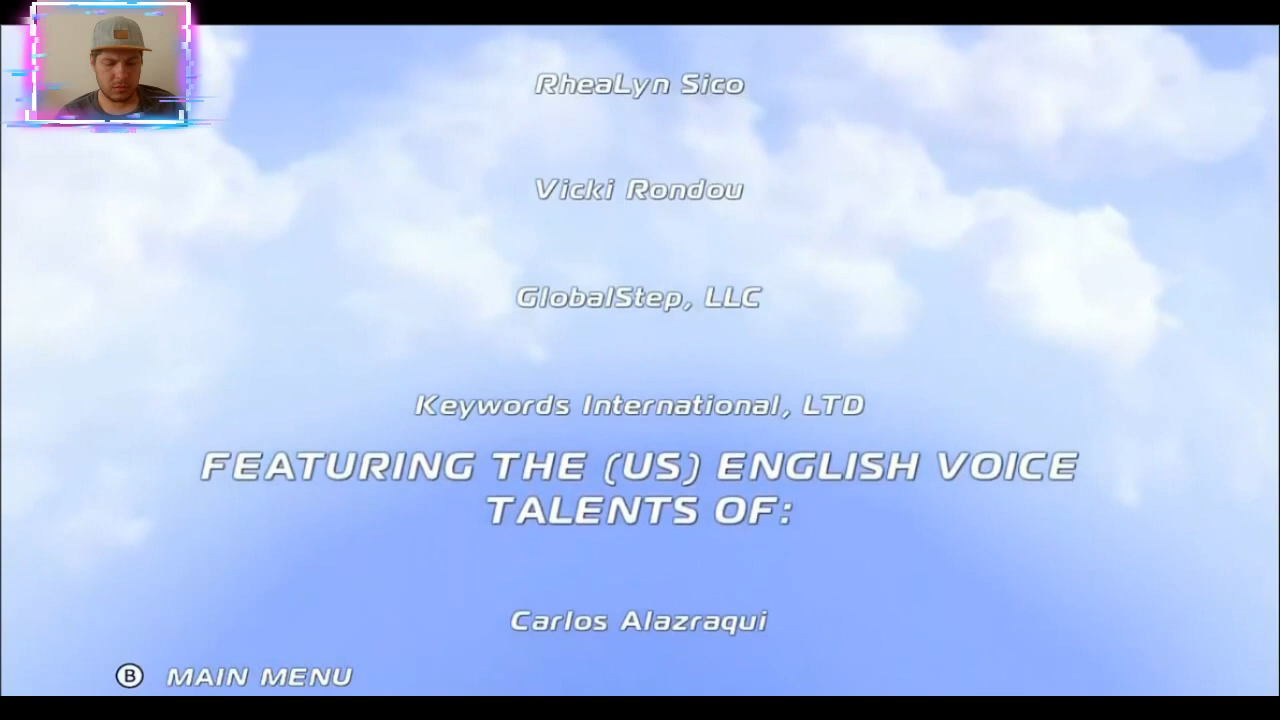 RheaLyn Sico
Vicki Rondou
GlobalStep, LLC
Keywords International, LTD
FEATURING THE (US) ENGLISH VOICE
TALENTS OF:
Carlos Alazraqui
B MAIN MENU